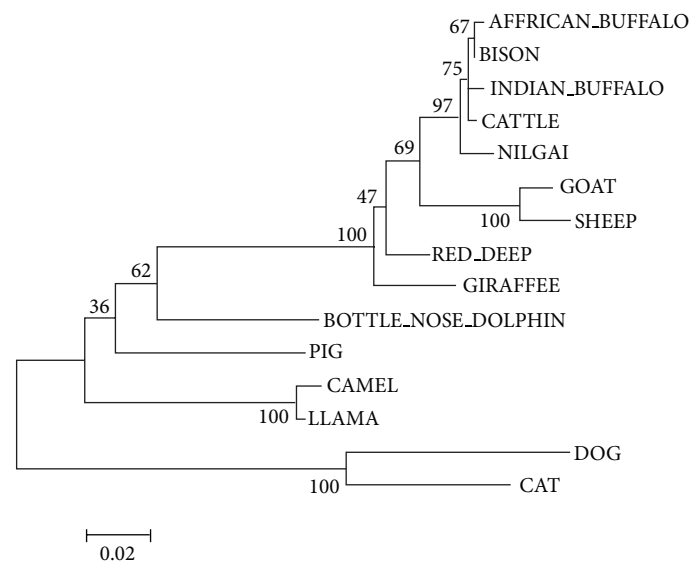 67 AFFRICAN_BUFFALO
BISON
75
INDIAN_BUFFALO
97
CATTLE
69
NILGAI
GOAT
47
100 SHEEP
100
RED_DEEP
62
GIRAFFEE
36
BOTTLE_NOSE_DOLPHIN
PIG
CAMEL
100 LLAMA
DOG
100 CAT
0.02